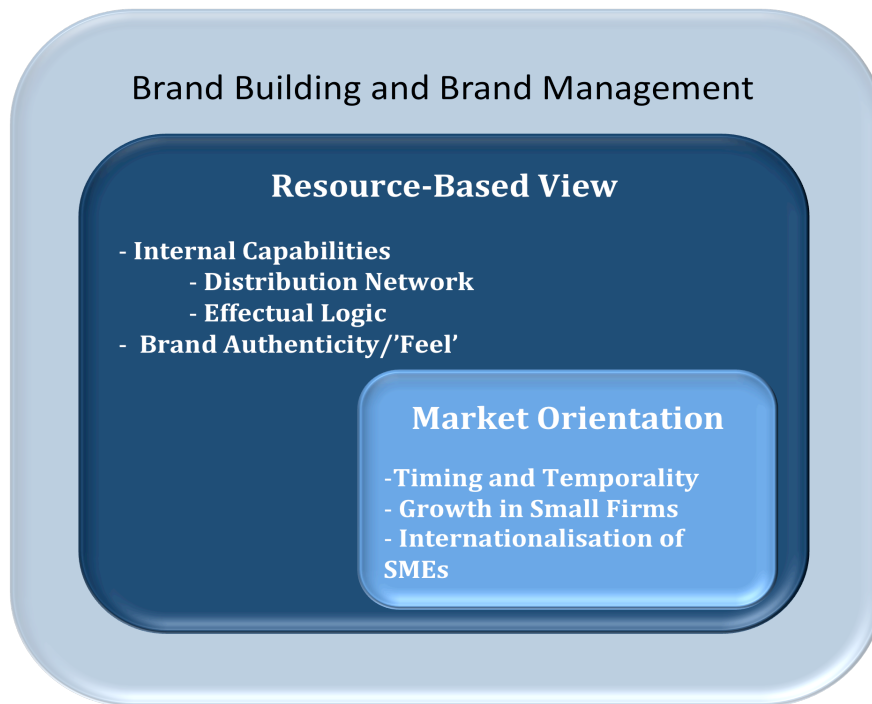 Brand Building and Brand Management
Resource-Based View
- Internal Capabilities
- Distribution Network
- Effectual Logic
- Brand Authenticity/’Feel’
Market Orientation
-Timing and Temporality
- Growth in Small Firms
- Internationalisation of
SMEs